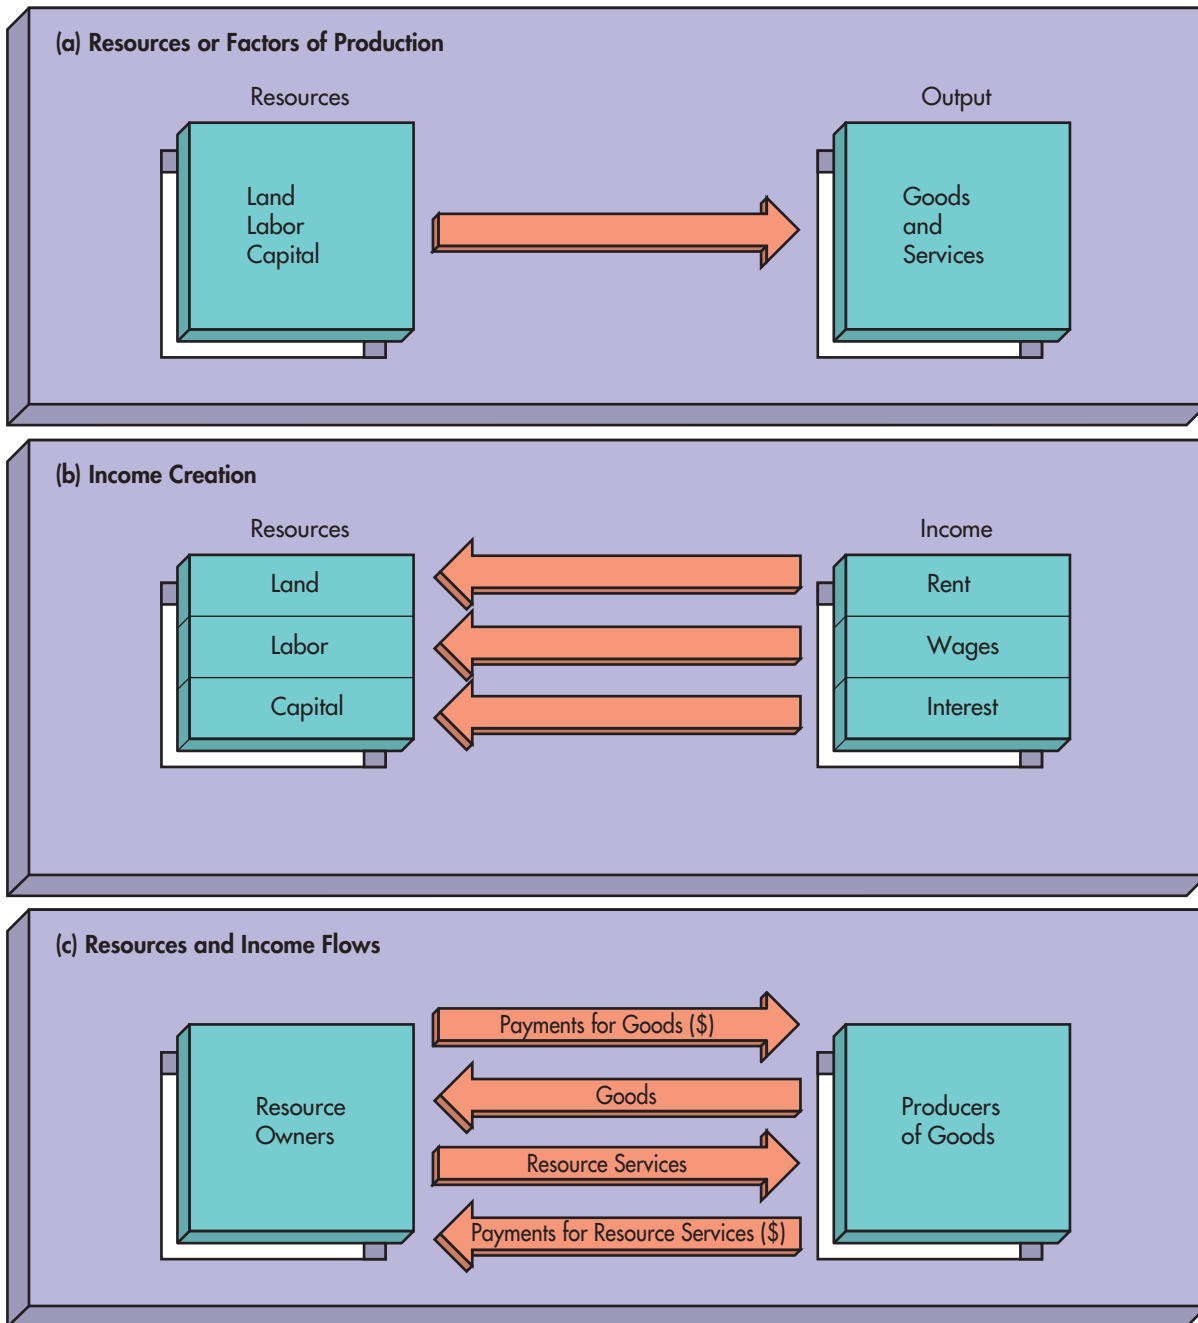 (a) Resources or Factors of Production
Resources
Output
Land
Labor
Capital
Goods
and
Services
(b) Income Creation
Resources
Income
Land
Rent
Labor
Wages
Capital
Interest
(c) Resources and Income Flows
Payments for Goods ($)
Goods
Resource
Owners
Producers
of Goods
Resource Services
Payments for Resource Services ($)